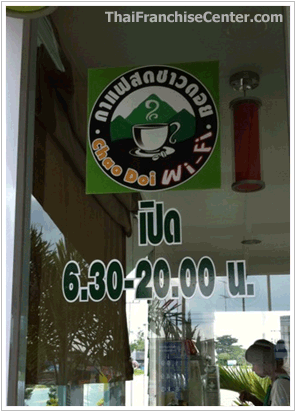 ThaiFranchiseCenter.com
กาแฟสดชาวดอย
Chao Doi Wi-Fi
เปิด
6.30-20.00 น.